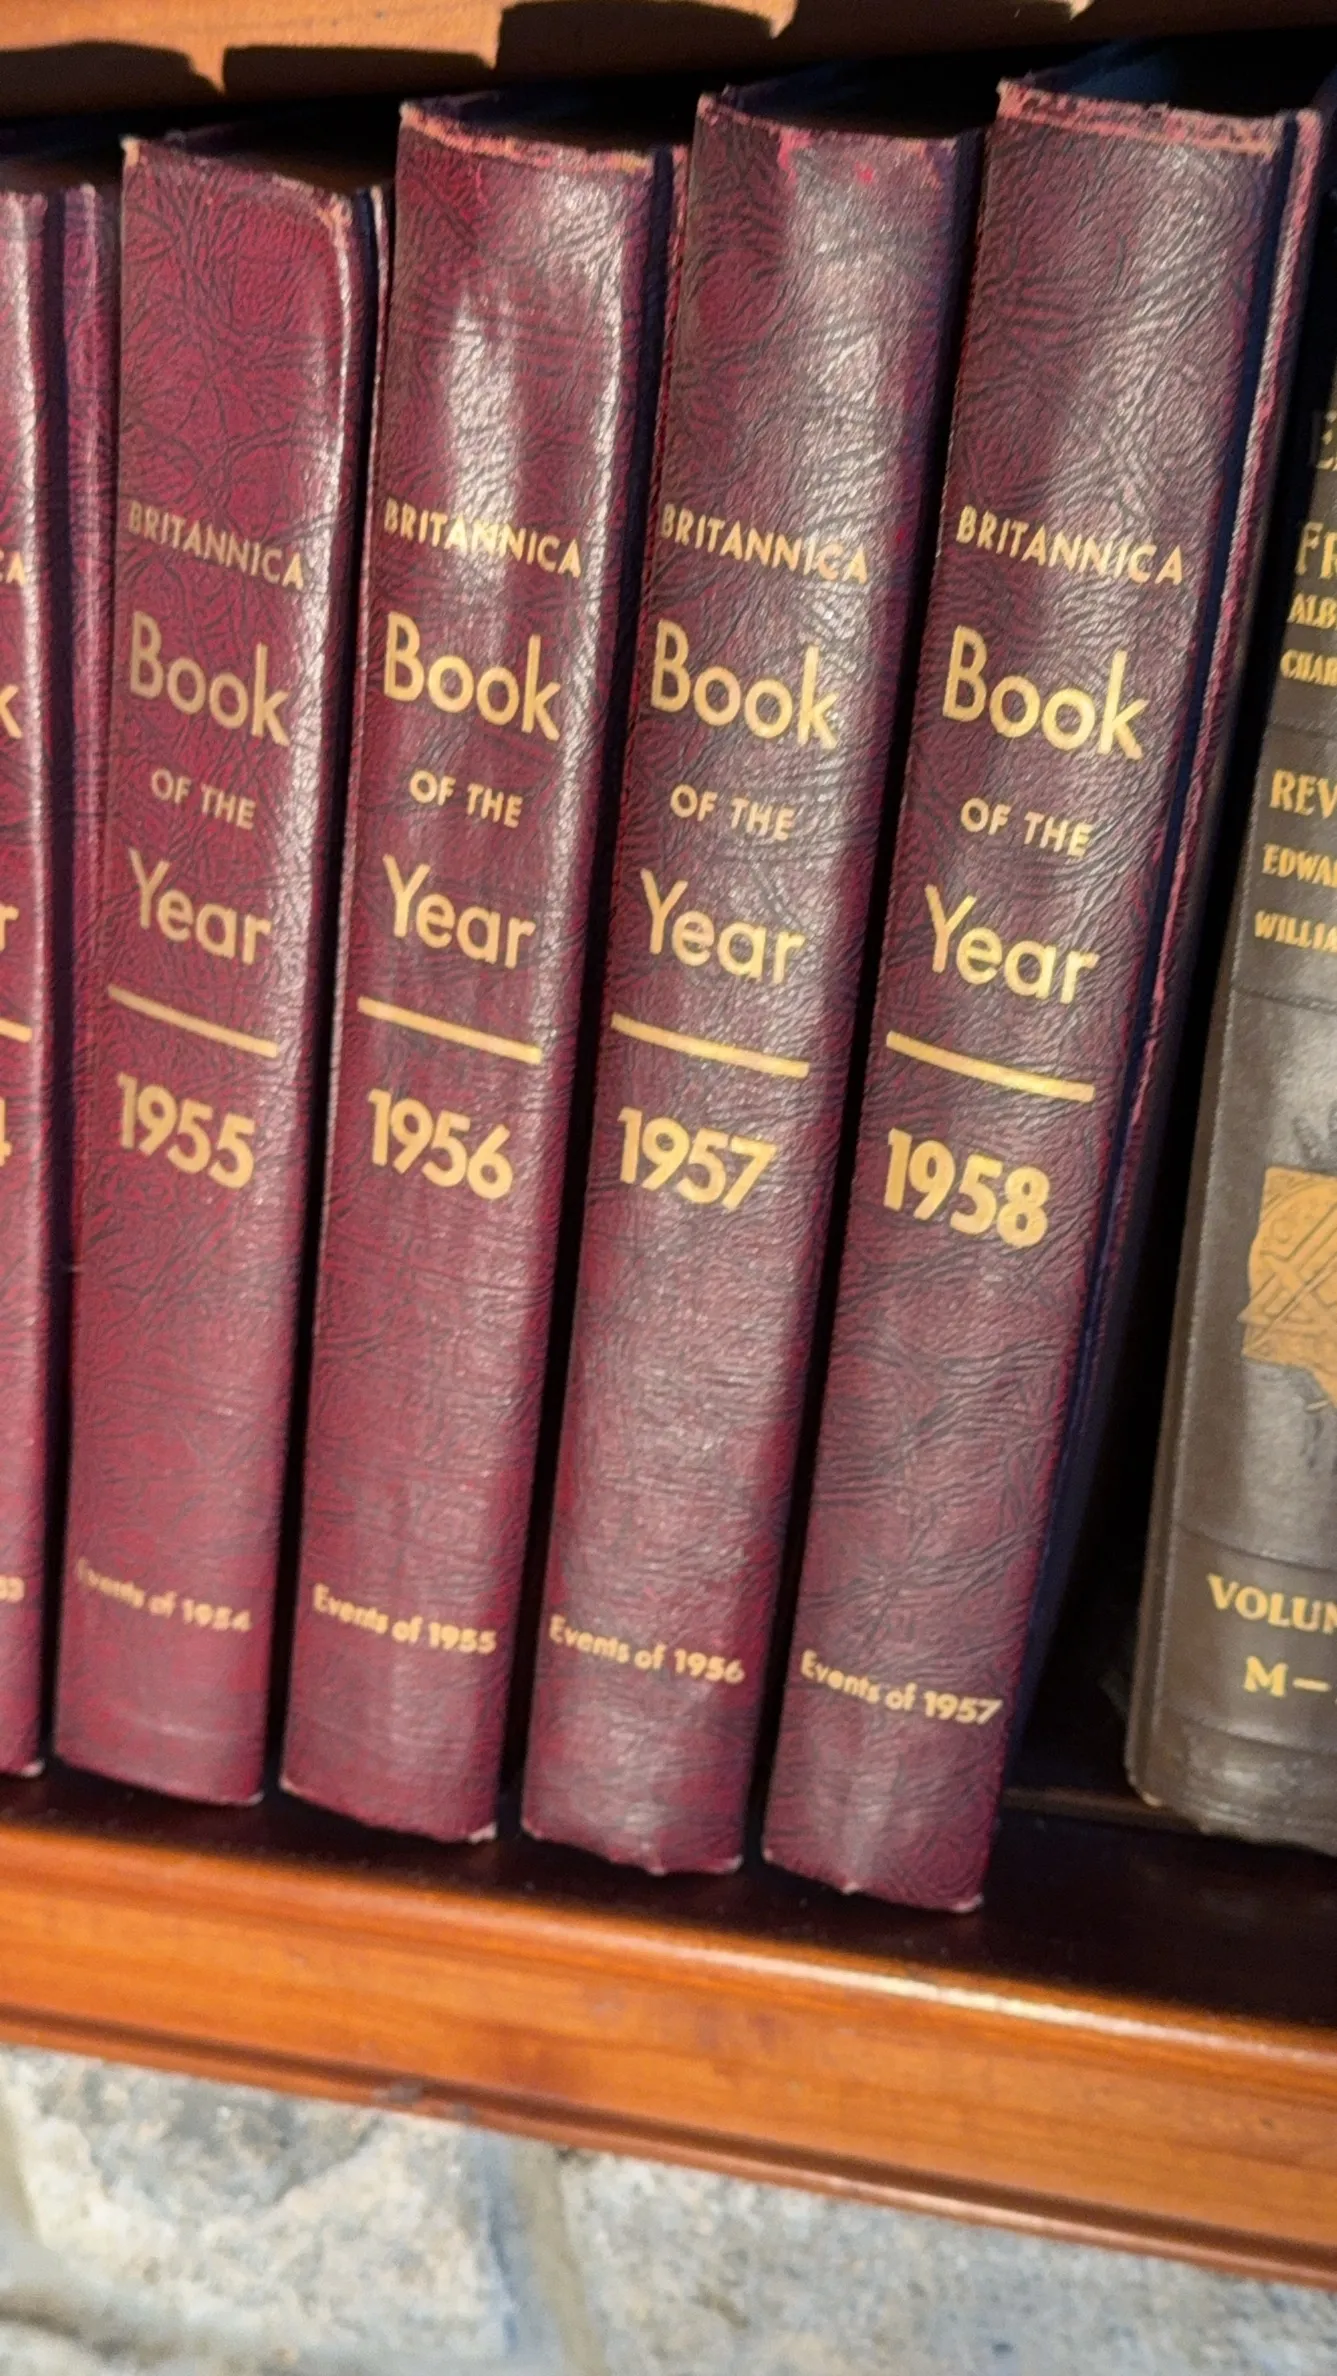 BRITANNICA
Book
OF THE
Year
1955
Events of 1954
BRITANNICA
Book
OF THE
Year
1956
Events of 1955
BRITANNICA
Book
OF THE
Year
1957
Events of 1956
BRITANNICA
Book
OF THE
Year
1958
Events of 1957
M–